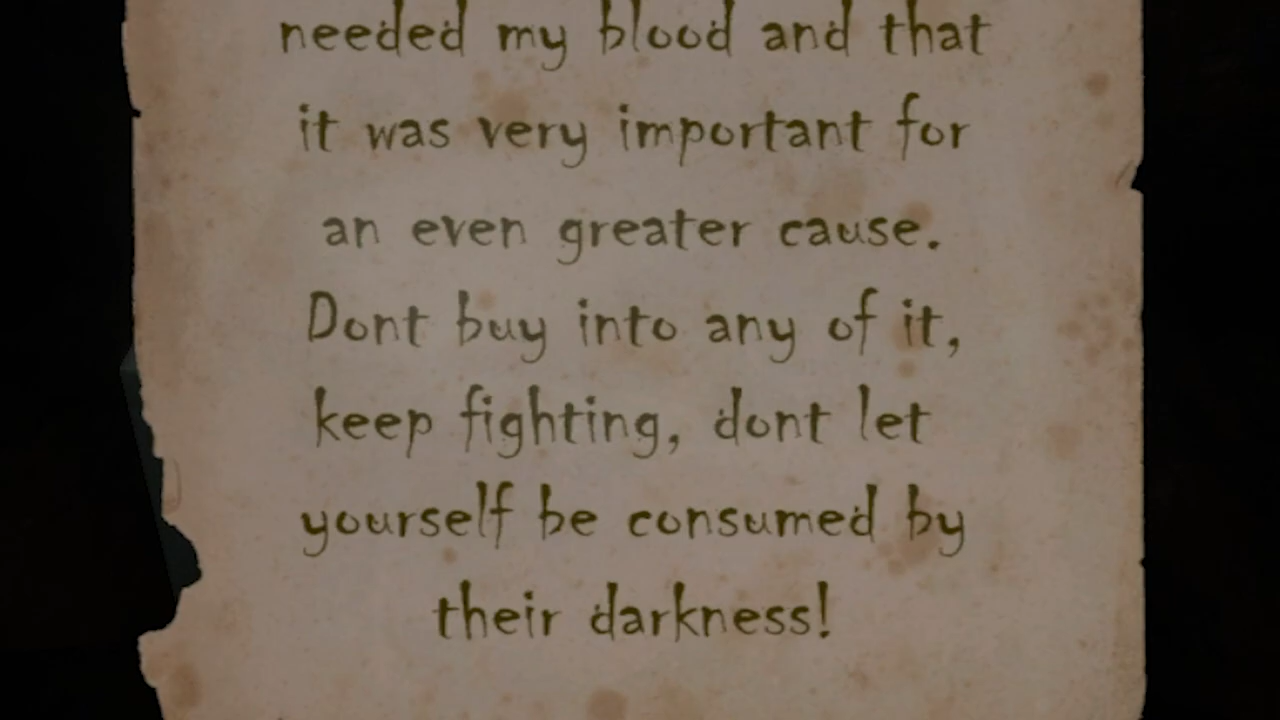 needed my blood and that
it was very important for
an even greater cause.
Dont buy into any of it,
keep fighting, dont let
yourself be consumed by
their darkness!